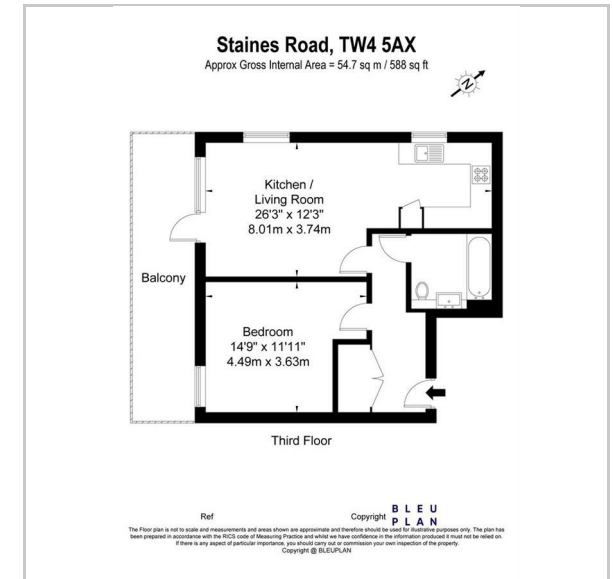 Staines Road, TW4 5AX
Approx Gross Internal Area = 54.7 sq m / 588 sq ft
N
Kitchen /
Living Room
26'3" x 12'3"
8.01m x 3.74m
Balcony
Bedroom
14'9" x 11'11"
4.49m x 3.63m
Third Floor
Ref
Copyright BLEU
PLAN
The Floor plan is not to scale and measurements and areas shown are approximate and therefore should be used for illustrative purposes only. The plan has
been prepared in accordance with the RICS code of Measuring Practice and whilst we have confidence in the information produced it must not be relied on.
If there is any aspect of particular importance, you should carry out or commission your own inspection of the property.
Copyright @ BLEUPLAN